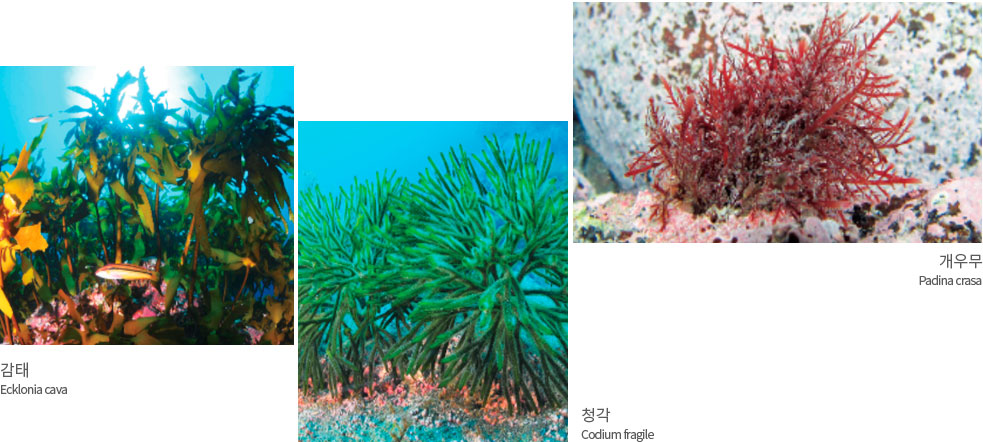 개우무
Padina crasa
감태
Ecklonia cava
청각
Codium fragile